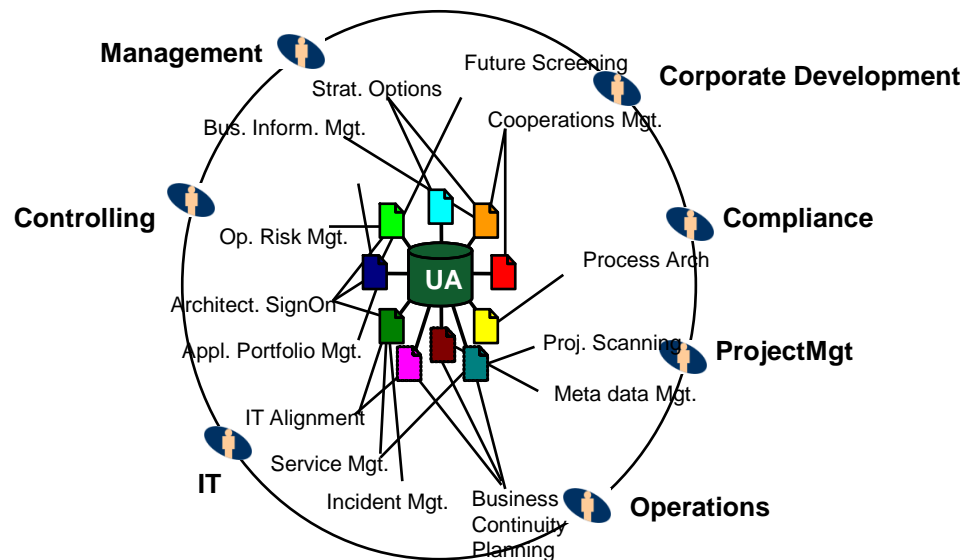 Management
Future Screening
Corporate Development
Strat. Options
Cooperations Mgt.
Bus. Inform. Mgt.
Controlling
Compliance
Op. Risk Mgt.
UA
Process Arch
Architect. SignOn
Appl. Portfolio Mgt.
Proj. Scanning
ProjectMgt
Meta data Mgt.
IT Alignment
Service Mgt.
IT
Incident Mgt.
Business
Continuity
Planning
Operations